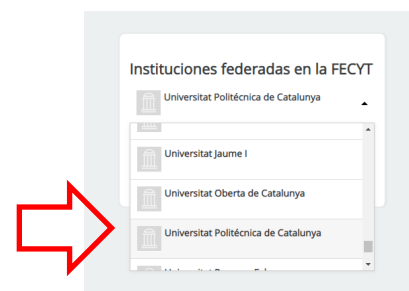 Instituciones federadas en la FECYT
Universitat Politécnica de Catalunya
Universitat Jaume I
Universitat Oberta de Catalunya
Universitat Politécnica de Catalunya